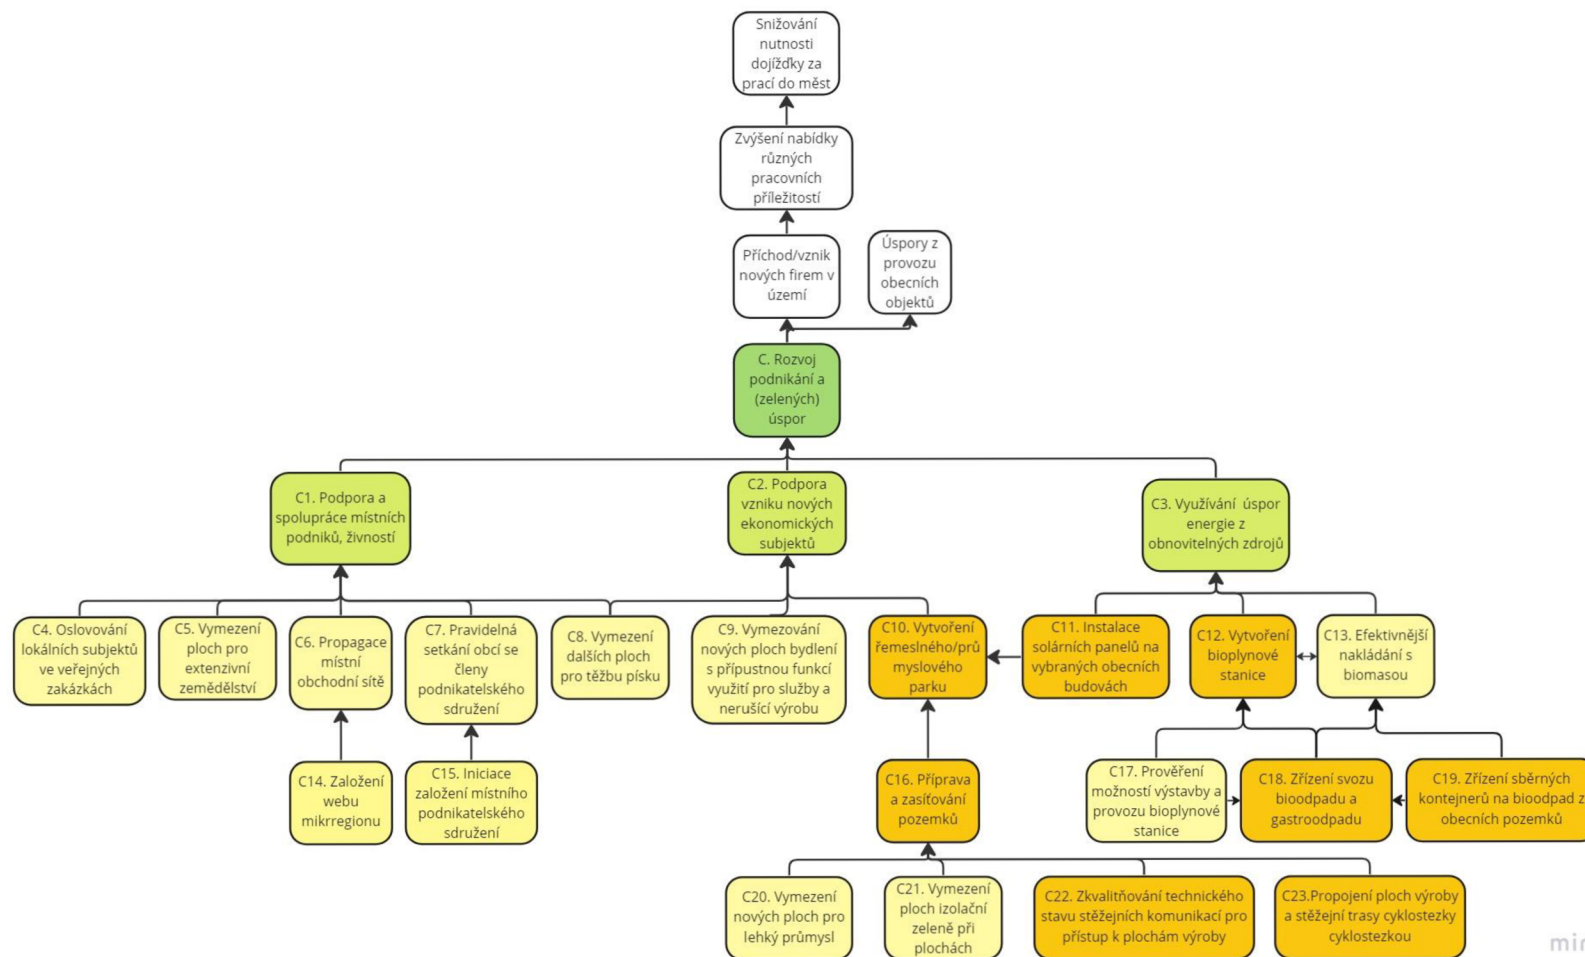 Snižování
nutnosti
dojížďky za
prací do měst
Zvýšení nabídky
různých
pracovních
příležitostí
Příchod/vznik
nových firem v
území
Úspory z
provozu
obecních
objektů
C. Rozvoj
podnikání a
(zelených)
úspor
C1. Podpora a
spolupráce místních
podniků, živností
C2. Podpora
vzniku nových
ekonomických
subjektů
C3. Využívání úspor
energie z
obnovitelných zdrojů
C4. Oslovování
lokálních subjektů
ve veřejných
zakázkách
C5. Vymezení
ploch pro
extenzivní
zemědělství
C6. Propagace
místní
obchodní sítě
C7. Pravidelná
setkání obcí se
členy
podnikatelského
sdružení
C8. Vymezení
dalších ploch
pro těžbu písku
C9. Vymezování
nových ploch bydlení
s přípustnou funkcí
využití pro služby a
nerušící výrobu
C10. Vytvoření
řemeslného/prů
myslového
parku
C11. Instalace
solárních panelů na
vybraných obecních
budovách
C12. Vytvoření
bioplynové
stanice
C13. Efektivnější
nakládání s
biomasou
C14. Založení
webu
mikrregionu
C15. Iniciace
založení místního
podnikatelského
sdružení
C16. Příprava
a zasíťování
pozemků
C17. Prověření
možností výstavby a
provozu bioplynové
stanice
C18. Zřízení svozu
bioodpadu a
gastroodpadu
C19. Zřízení sběrných
kontejnerů na bioodpad z
obecních pozemků
C20. Vymezení
nových ploch pro
lehký průmysl
C21. Vymezení
ploch izolační
zeleně při
plochách
C22. Zkvalitňování technického
stavu stěžejních komunikací pro
přístup k plochám výroby
C23.Propojení ploch výroby
a stěžejní trasy cyklostezky
cyklostezkou